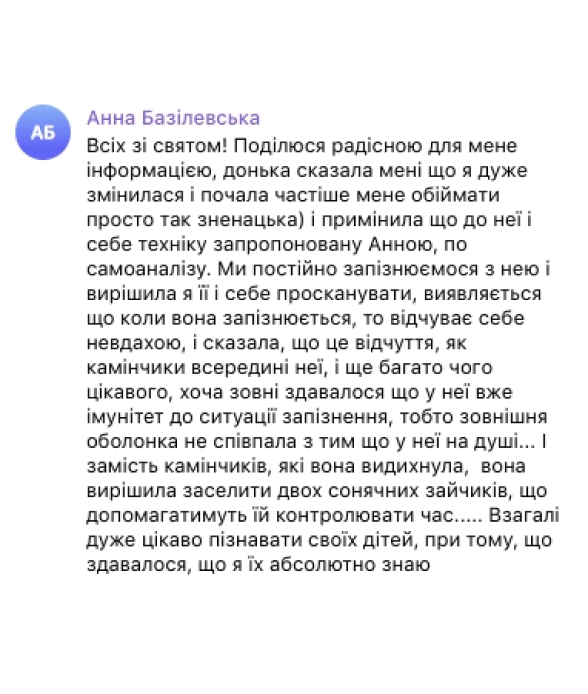 АБ
Анна Базілевська
Всіх зі святом! Поділюся радісною для мене
інформацією, донька сказала мені що я дуже
змінилася і почала частіше мене обіймати
просто так зненацька) і примінила що до неї і
себе техніку запропоновану Анною, по
самоаналізу. Ми постійно запізнюємося з нею і
вирішила я її і себе просканувати, виявляється
що коли вона запізнюється, то відчуває себе
невдахою, і сказала, що це відчуття, як
камінчики всередині неї, і ще багато чого
цікавого, хоча зовні здавалося що у неї вже
імунітет до ситуації запізнення, тобто зовнішня
оболонка не співпала з тим що у неї на душі... І
замість камінчиків, які вона видихнула,  вона
вирішила заселити двох сонячних зайчиків, що
допомагатимуть їй контролювати час..... Взагалі
дуже цікаво пізнавати своїх дітей, при тому, що
здавалося, що я їх абсолютно знаю